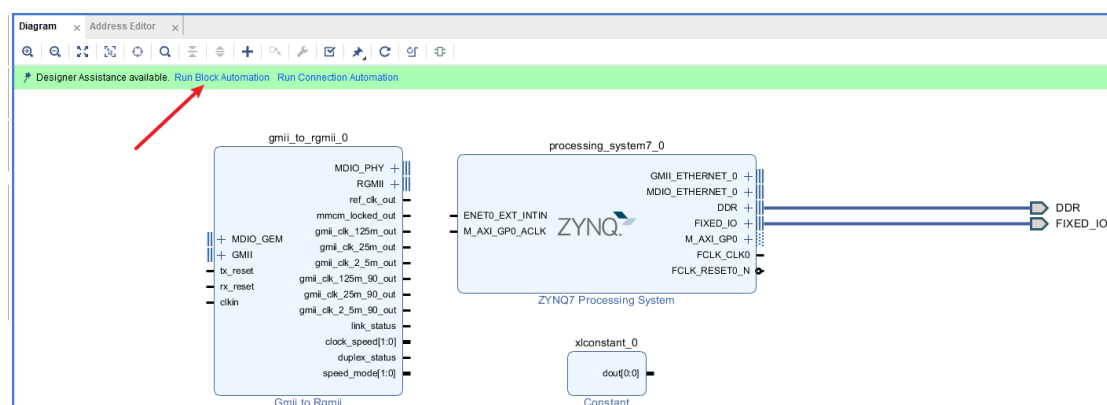 Diagram × Address Editor ×
Designer Assistance available. Run Block Automation Run Connection Automation
gmii_to_rgmii_0
MDIO_PHY
RGMII
ref_clk_out
mmcm_locked_out
gmii_clk_125m_out
gmii_clk_25m_out
gmii_clk_2_5m_out
gmii_clk_125m_90_out
gmii_clk_25m_90_out
gmii_clk_2_5m_90_out
link_status
clock_speed[1:0]
duplex_status
speed_mode[1:0]
MDIO_GEM
GMII
tx_reset
rx_reset
clkin
Gmii to Rgmii
processing_system7_0
ENET0_EXT_INTIN
M_AXI_GP0_ACLK
ZYNQ
GMII_ETHERNET_0
MDIO_ETHERNET_0
DDR
FIXED_IO
M_AXI_GP0
FCLK_CLK0
FCLK_RESET0_N
ZYNQ7 Processing System
DDR
FIXED_IO
xlconstant_0
dout[0:0]
Constant